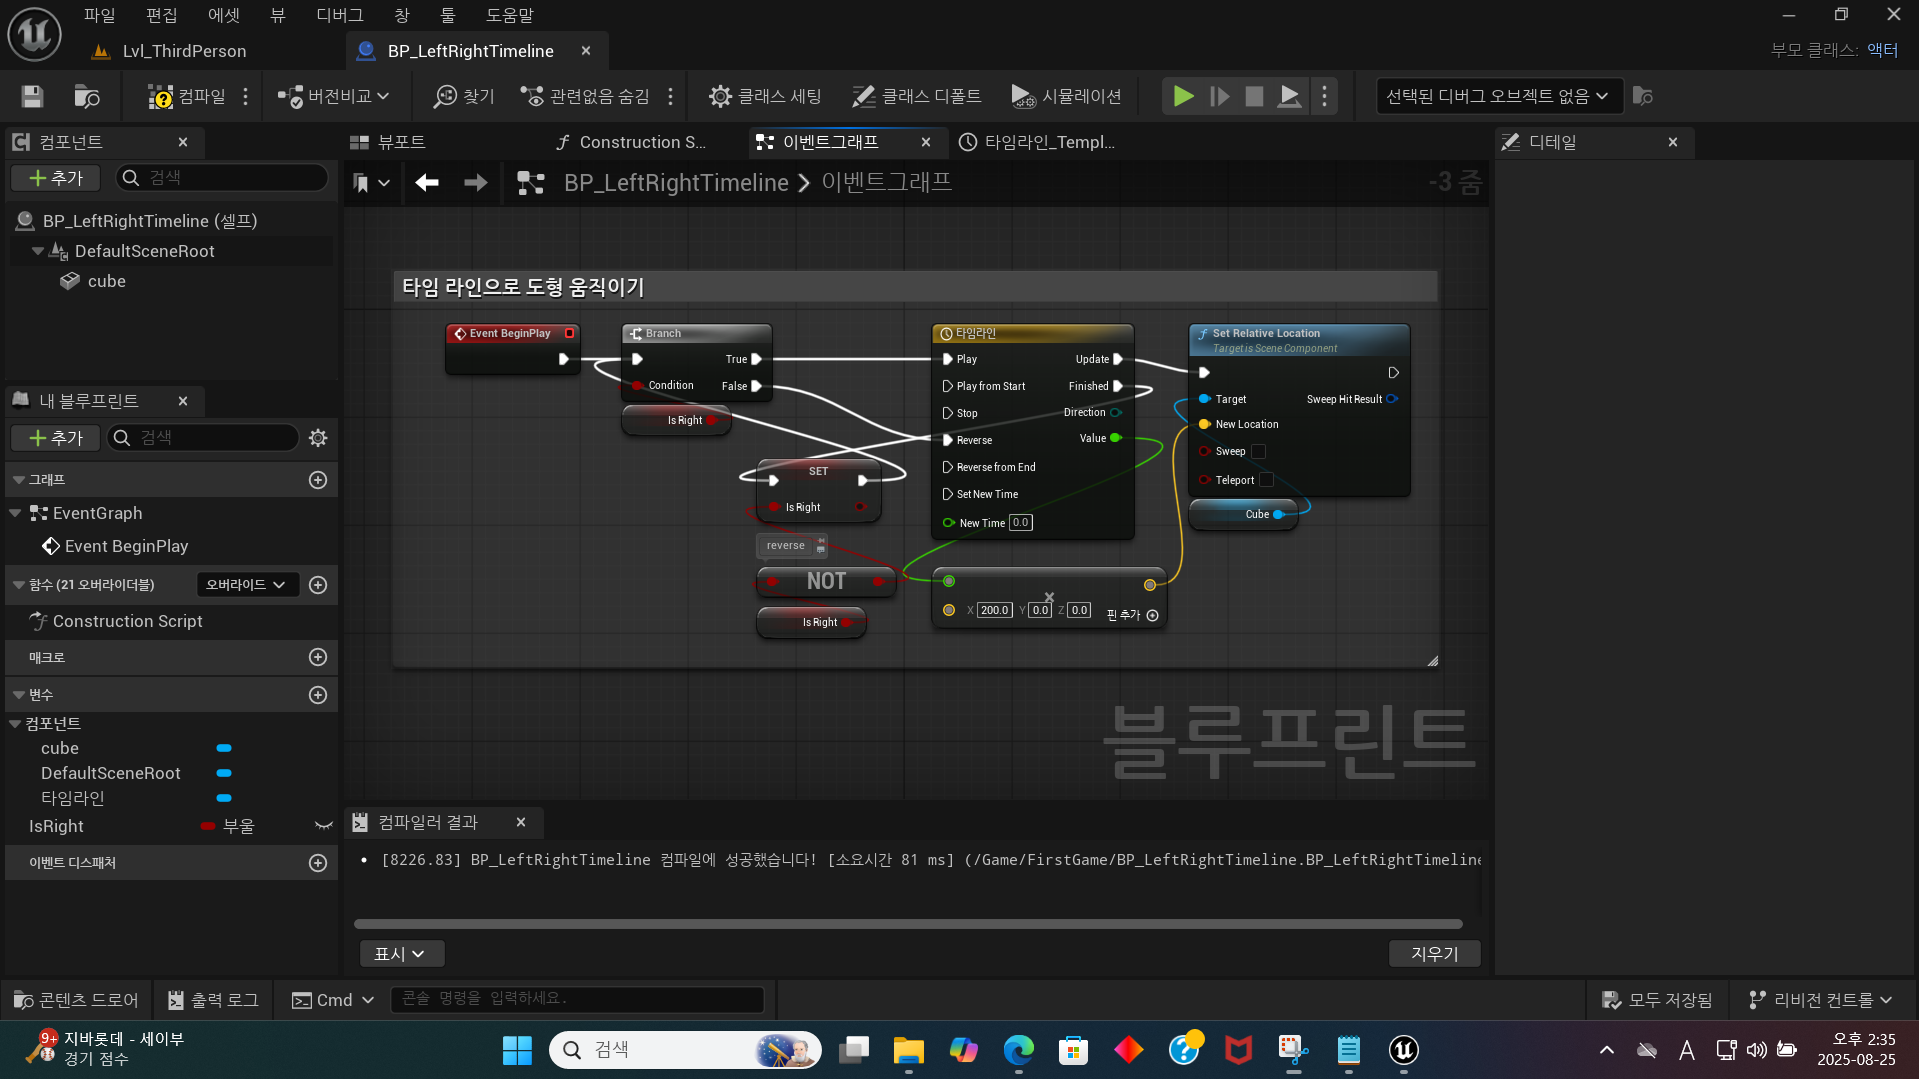 파일 편집 에셋 뷰 디버그 창 툴 도움말
Lvl_ThirdPerson
BP_LeftRightTimeline
부모 클래스: 액터
컴파일
버전비교
찾기
관련없음 숨김
클래스 세팅
클래스 디폴트
시뮬레이션
선택된 디버그 오브젝트 없음
컴포넌트
추가
검색
BP_LeftRightTimeline (셀프)
DefaultSceneRoot
cube
내 블루프린트
추가
검색
그래프
EventGraph
Event BeginPlay
함수 (21 오버라이더블)
오버라이드
Construction Script
매크로
변수
컴포넌트
cube
DefaultSceneRoot
타임라인
IsRight 부울
이벤트 디스패처
뷰포트
Construction S...
이벤트그래프
타임라인_Templ...
BP_LeftRightTimeline > 이벤트그래프
-3 줌
타임 라인으로 도형 움직이기
Event BeginPlay
Branch
True
Condition False
Is Right
SET
Is Right
reverse
NOT
Is Right
타임라인
Play Update
Play from Start Finished
Stop Direction
Value
Reverse
Reverse from End
Set New Time
New Time 0.0
X 200.0 Y 0.0 Z 0.0
핀 추가
Set Relative Location
Target is Scene Component
Target Sweep Hit Result
New Location
Sweep
Teleport
Cube
블루프린트
컴파일러 결과
• [8226.83] BP_LeftRightTimeline 컴파일에 성공했습니다! [소요시간 81 ms] (/Game/FirstGame/BP_LeftRightTimeline.BP_LeftRightTimeline
표시
지우기
디테일
콘텐츠 드로어
출력 로그
Cmd
콘솔 명령을 입력하세요.
모두 저장됨
리비전 컨트롤
9+
지바롯데 - 세이부
경기 점수
검색
A
오후 2:35
2025-08-25